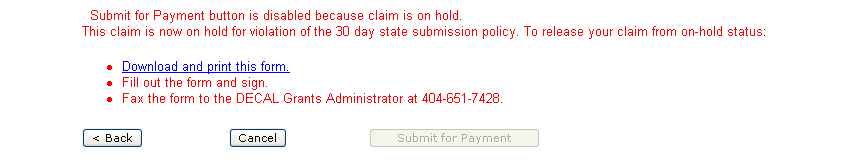 Submit for Payment button is disabled because claim is on hold.
This claim is now on hold for violation of the 30 day state submission policy. To release your claim from on-hold status:
• Download and print this form.
• Fill out the form and sign.
• Fax the form to the DECAL Grants Administrator at 404-651-7428.
< Back Cancel Submit for Payment